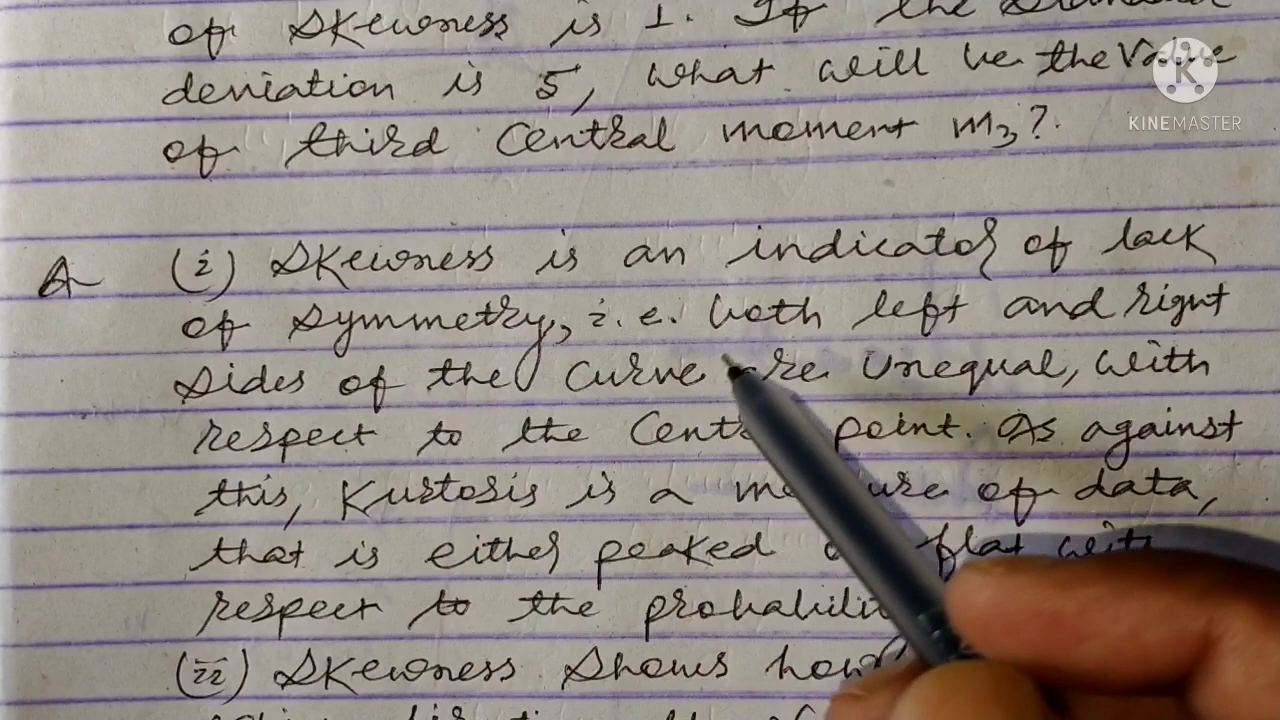 of Skewness is 1. If the Standard
deviation is 5, what will be the Value
of third Central moment m3?.
KINEMASTER
A (i) Skewness is an indicator of lack
of Symmetry, i.e. both left and right
Sides of the Curve are Unequal, with
respect to the point. As against
this, Kurtosis is a measure of data,
that is either peaked flat with
respect to the
(ii) Skewness Shows how